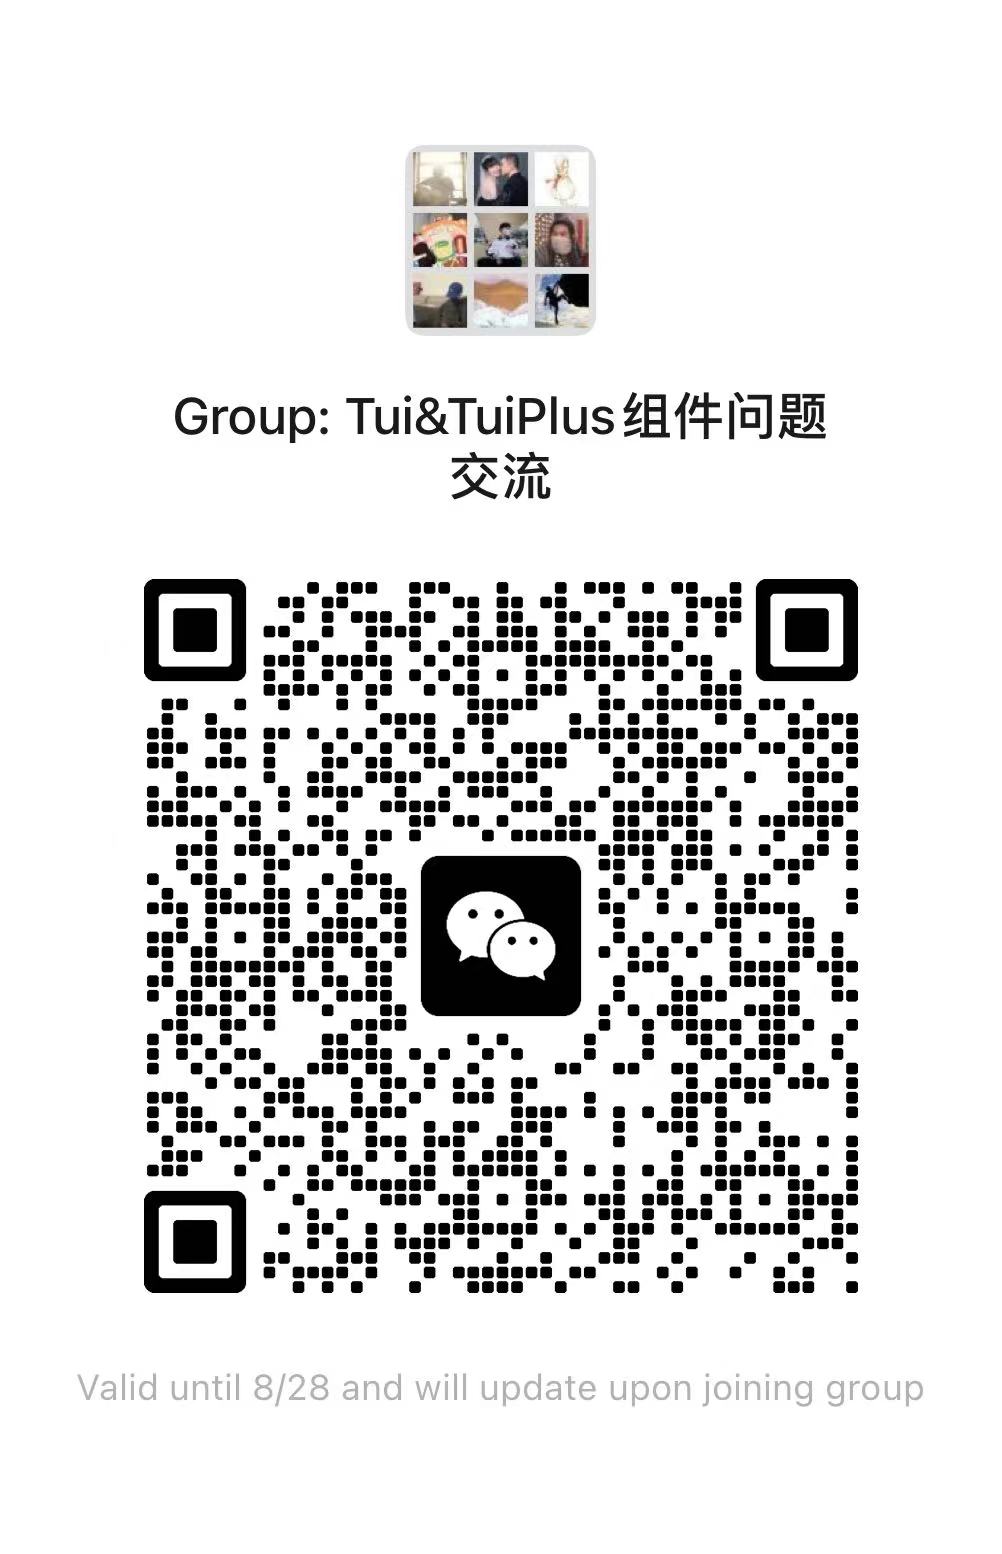 Group: Tui&TuiPlus组件问题
交流
Valid until 8/28 and will update upon joining group